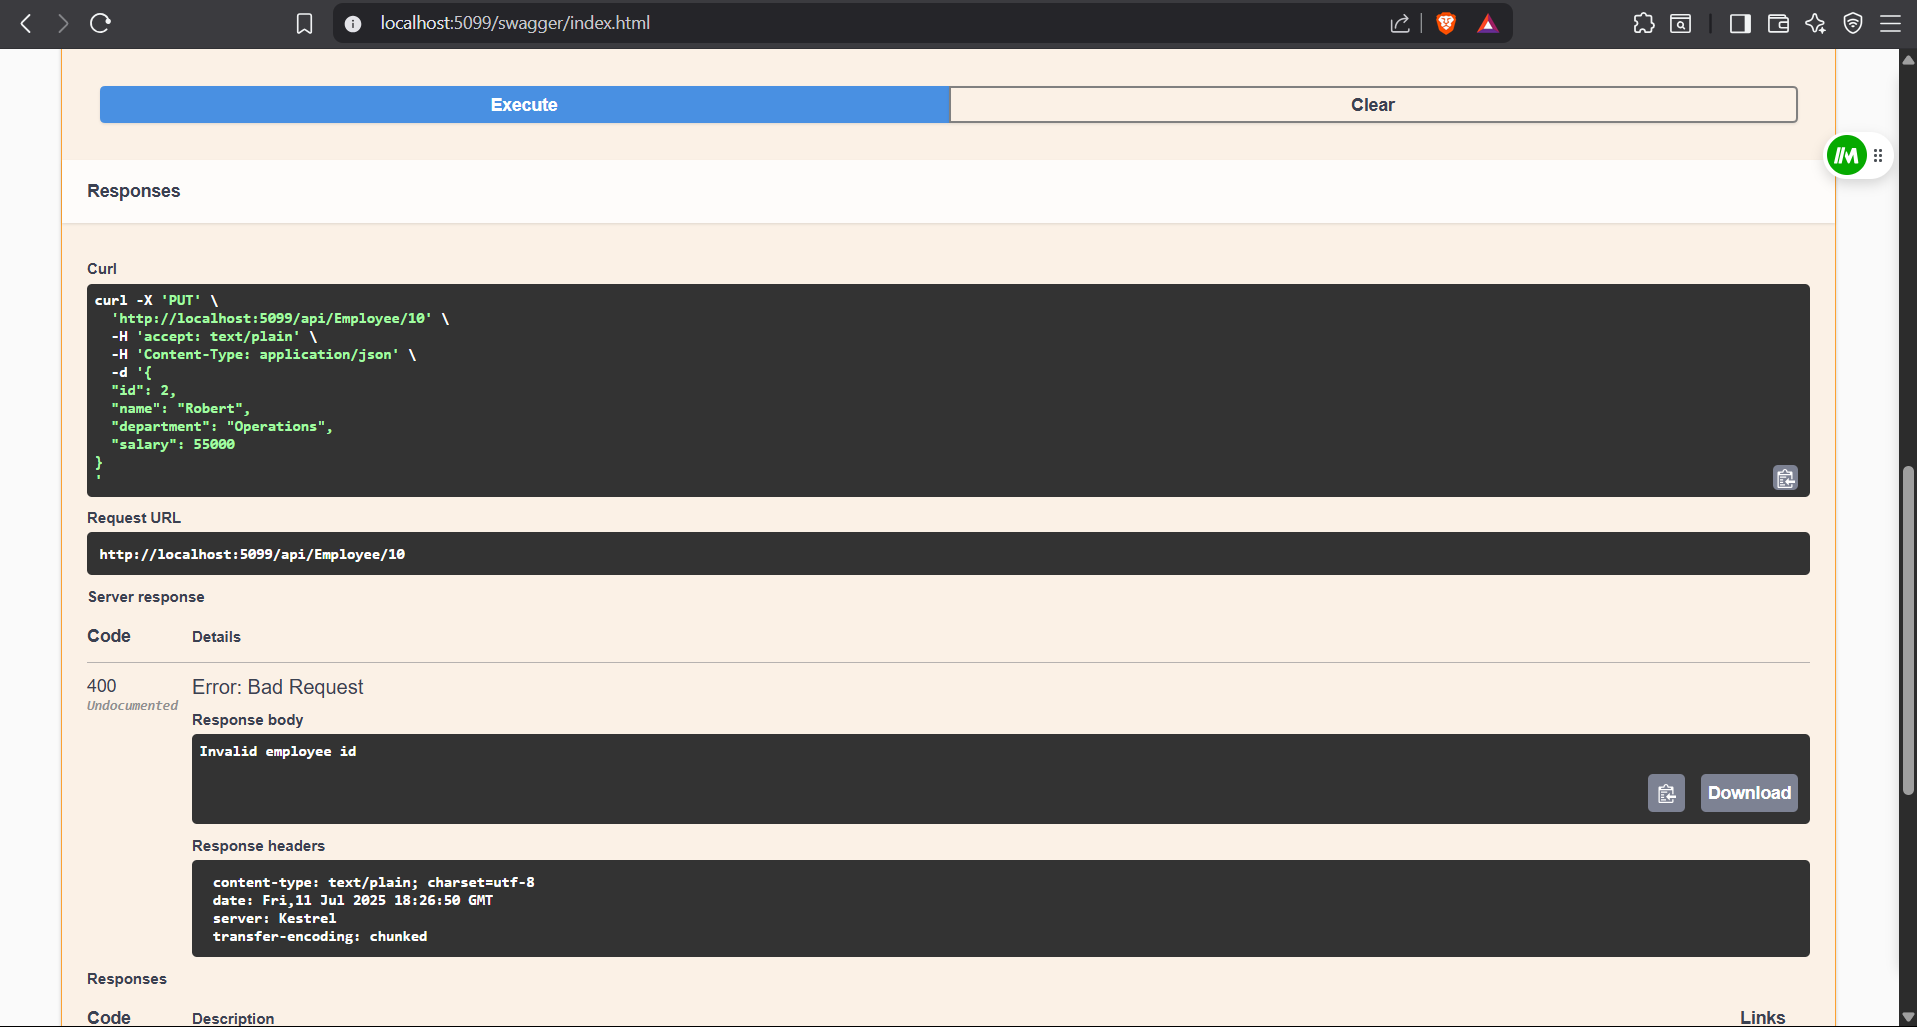 localhost:5099/swagger/index.html
Execute
Clear
Responses
Curl
curl -X 'PUT' \
'http://localhost:5099/api/Employee/10' \
-H 'accept: text/plain' \
-H 'Content-Type: application/json' \
-d '{
"id": 2,
"name": "Robert",
"department": "Operations",
"salary": 55000
}
'
Request URL
http://localhost:5099/api/Employee/10
Server response
Code Details
400 Error: Bad Request
Undocumented
Response body
Invalid employee id
Download
Response headers
content-type: text/plain; charset=utf-8
date: Fri,11 Jul 2025 18:26:50 GMT
server: Kestrel
transfer-encoding: chunked
Responses
Code Description Links